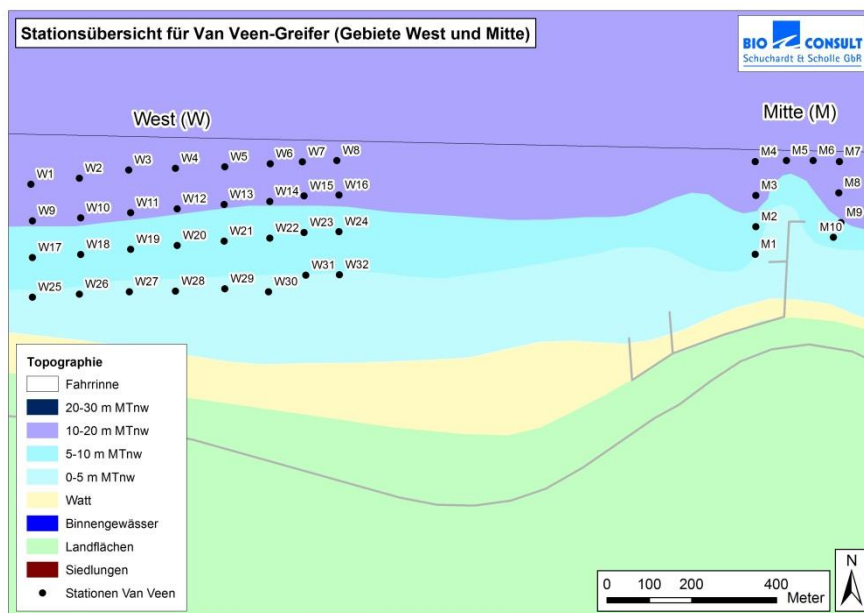 Stationsübersicht für Van Veen-Greifer (Gebiete West und Mitte)
BIO CONSULT
Schuchardt & Scholle GbR
West (W)
Mitte (M)
W1 W2 W3 W4 W5 W6 W7 W8
M4 M5 M6 M7
W9 W10 W11 W12 W13 W14 W15 W16
M3 M8
W17 W18 W19 W20 W21 W22 W23 W24
M2 M9
M10
M1
W25 W26 W27 W28 W29 W30 W31 W32
Topographie
Fahrrinne
20-30 m MTnw
10-20 m MTnw
5-10 m MTnw
0-5 m MTnw
Watt
Binnengewässer
Landflächen
Siedlungen
Stationen Van Veen
N
0 100 200 400
Meter